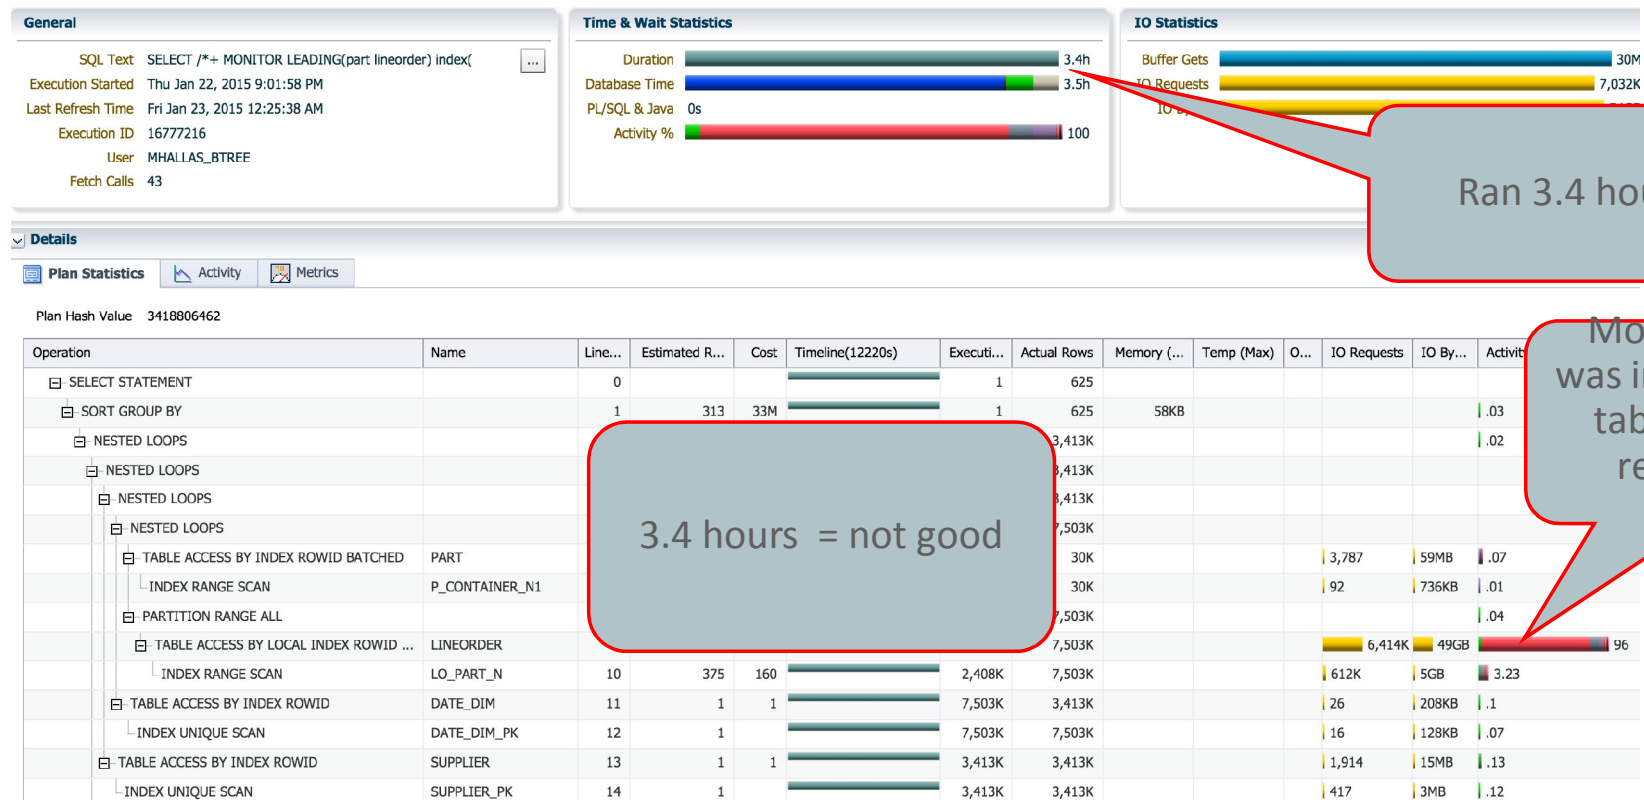 General
SQL Text SELECT /*+ MONITOR LEADING(part lineorder) index( ...
Execution Started Thu Jan 22, 2015 9:01:58 PM
Last Refresh Time Fri Jan 23, 2015 12:25:38 AM
Execution ID 16777216
User MHALLAS_BTREE
Fetch Calls 43
Time & Wait Statistics
Duration 3.4h
Database Time 3.5h
PL/SQL & Java 0s
Activity % 100
IO Statistics
Buffer Gets 30M
IO Requests 7,032K
Ran 3.4
Details
Plan Statistics Activity Metrics
Plan Hash Value 3418806462
was
3.4 hours = not good
Operation Name Line... Estimated R... Cost Timeline(12220s) Executi... Actual Rows Memory (... Temp (Max) O... IO Requests IO By... Activit
SELECT STATEMENT 0 1 625
SORT GROUP BY 1 313 33M 1 625 58KB .03
NESTED LOOPS 3,413K .02
NESTED LOOPS 3,413K
NESTED LOOPS 3,413K
NESTED LOOPS 7,503K
TABLE ACCESS BY INDEX ROWID BATCHED PART 30K 3,787 59MB .07
INDEX RANGE SCAN P_CONTAINER_N1 30K 92 736KB .01
PARTITION RANGE ALL 7,503K .04
TABLE ACCESS BY LOCAL INDEX ROWID ... LINEORDER 7,503K 6,414K 49GB 96
INDEX RANGE SCAN LO_PART_N 10 375 160 2,408K 7,503K 612K 5GB 3.23
TABLE ACCESS BY INDEX ROWID DATE_DIM 11 1 1 7,503K 3,413K 26 208KB .1
INDEX UNIQUE SCAN DATE_DIM_PK 12 1 7,503K 7,503K 16 128KB .07
TABLE ACCESS BY INDEX ROWID SUPPLIER 13 1 1 3,413K 3,413K 1,914 15MB .13
INDEX UNIQUE SCAN SUPPLIER_PK 14 1 3,413K 3,413K 417 3MB .12